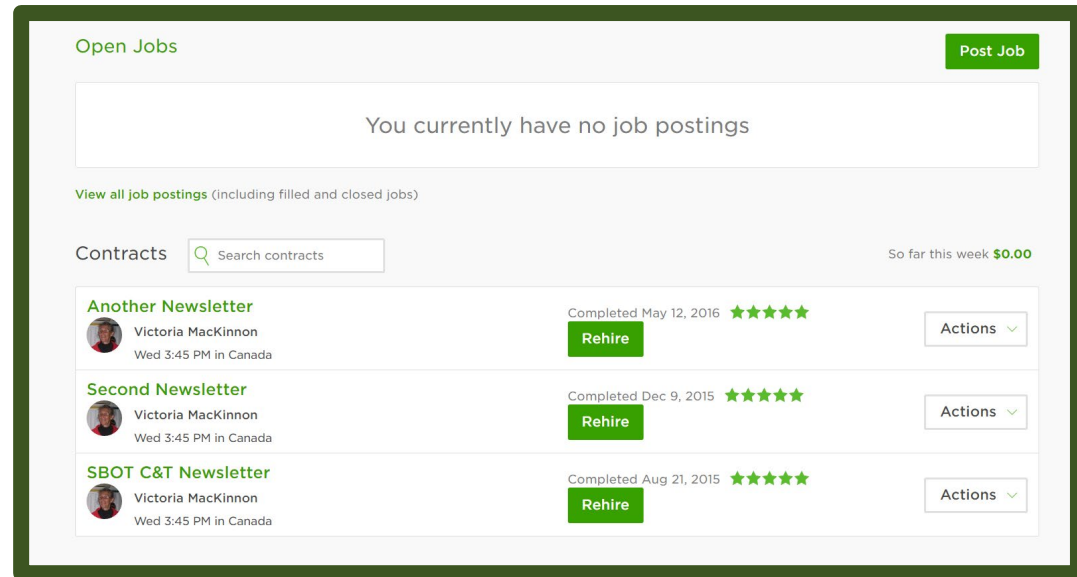 Open Jobs
Post Job
You currently have no job postings
View all job postings (including filled and closed jobs)
Contracts
Search contracts
So far this week $0.00
Another Newsletter
Victoria MacKinnon
Wed 3:45 PM in Canada
Completed May 12, 2016
Rehire
Actions
Second Newsletter
Victoria MacKinnon
Wed 3:45 PM in Canada
Completed Dec 9, 2015
Rehire
Actions
SBOT C&T Newsletter
Victoria MacKinnon
Wed 3:45 PM in Canada
Completed Aug 21, 2015
Rehire
Actions